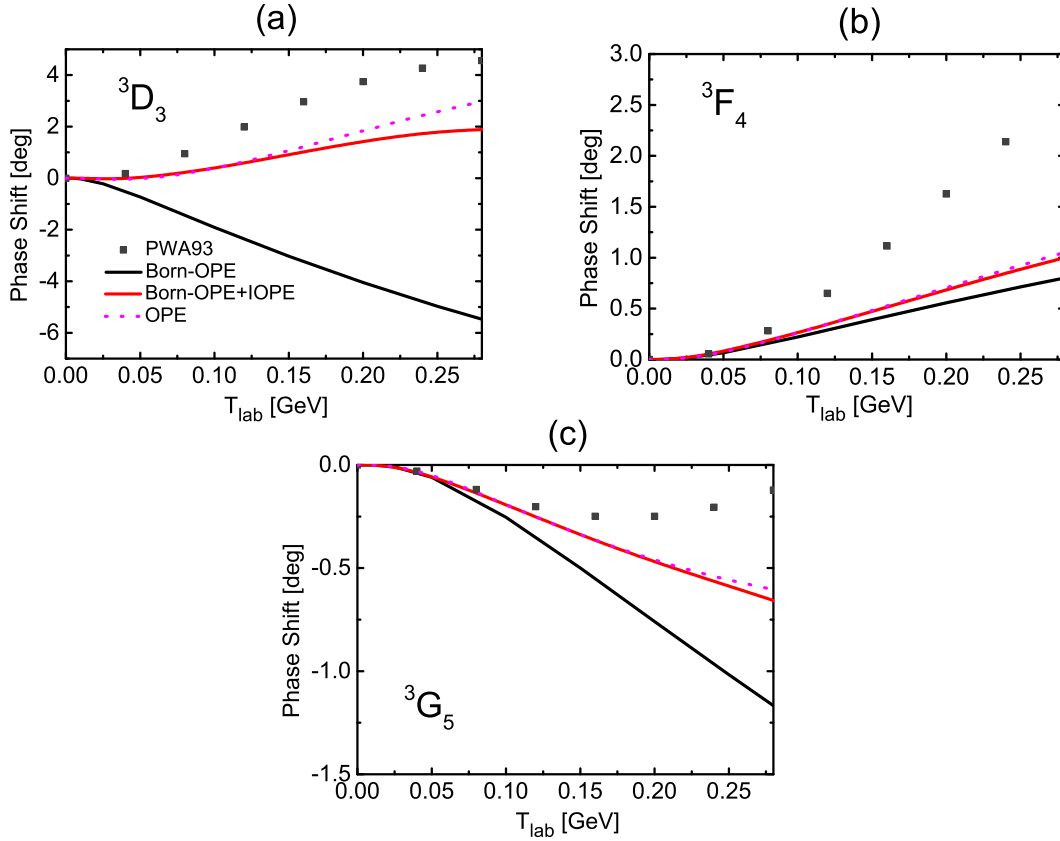 (a)
4
2
0
-2
-4
-6
Phase Shift [deg]
³D₃
PWA93
Born-OPE
Born-OPE+IOPE
OPE
0.00 0.05 0.10 0.15 0.20 0.25
T_lab [GeV]
(b)
3.0
2.5
2.0
1.5
1.0
0.5
0.0
Phase Shift [deg]
³F₄
0.00 0.05 0.10 0.15 0.20 0.25
T_lab [GeV]
(c)
0.0
-0.5
-1.0
-1.5
Phase Shift [deg]
³G₅
0.00 0.05 0.10 0.15 0.20 0.25
T_lab [GeV]